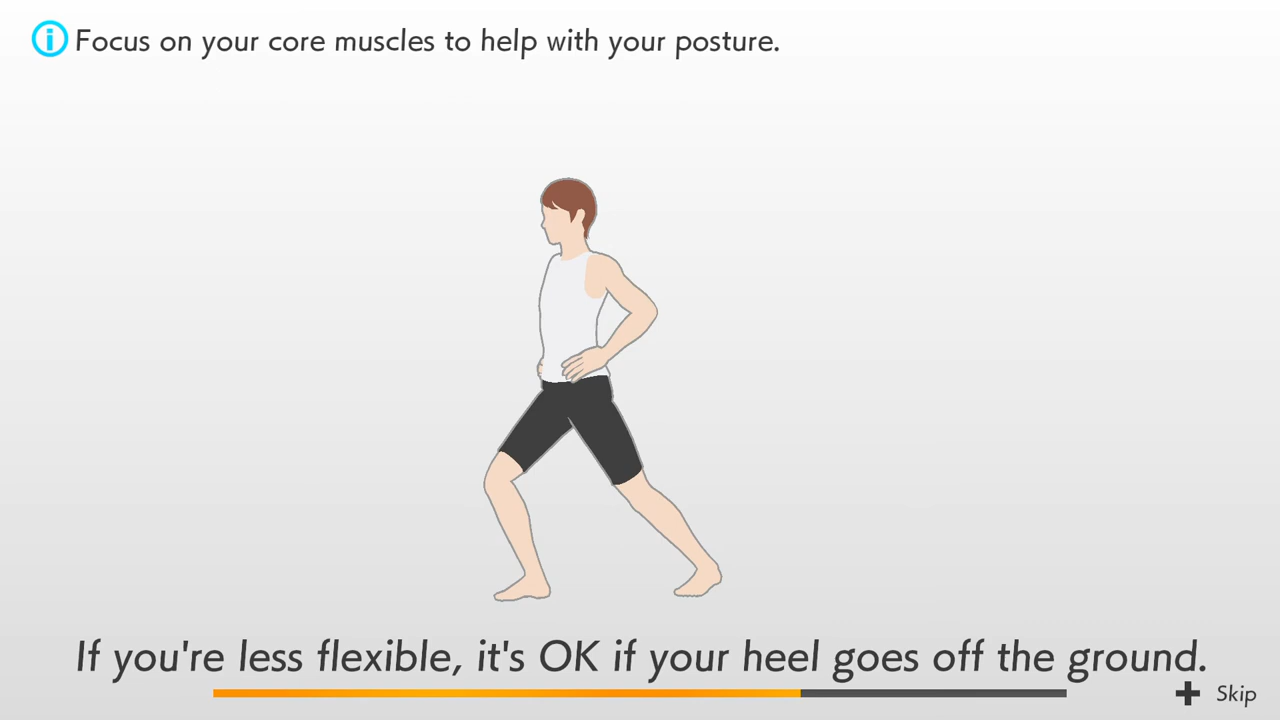 Focus on your core muscles to help with your posture.
If you're less flexible, it's OK if your heel goes off the ground.
Skip